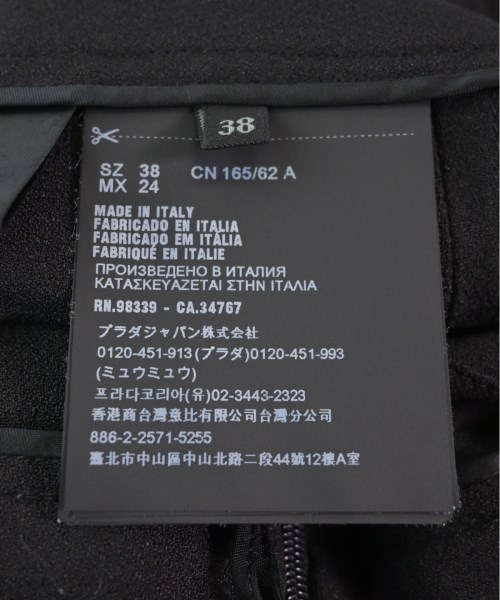 38
SZ 38 CN 165/62 A
MX 24
MADE IN ITALY
FABRICADO EN ITALIA
FABRICADO EM ITÀLIA
FABRIQUÉ EN ITALIE
ПРОИЗВЕДЕНО В ИТАЛИЯ
ΚΑΤΑΣΚΕΥΑΖΕΤΑΙ ΣΤΗΝ ΙΤΑΛΙΑ
RN.98339 - CA.34767
プラダジャパン株式会社
0120-451-913(プラダ)0120-451-993
(ミュウミュウ)
프라다코리아(유)02-3443-2323
香港商台灣意比有限公司台灣分公司
886-2-2571-5255
臺北市中山區中山北路二段44號12樓A室